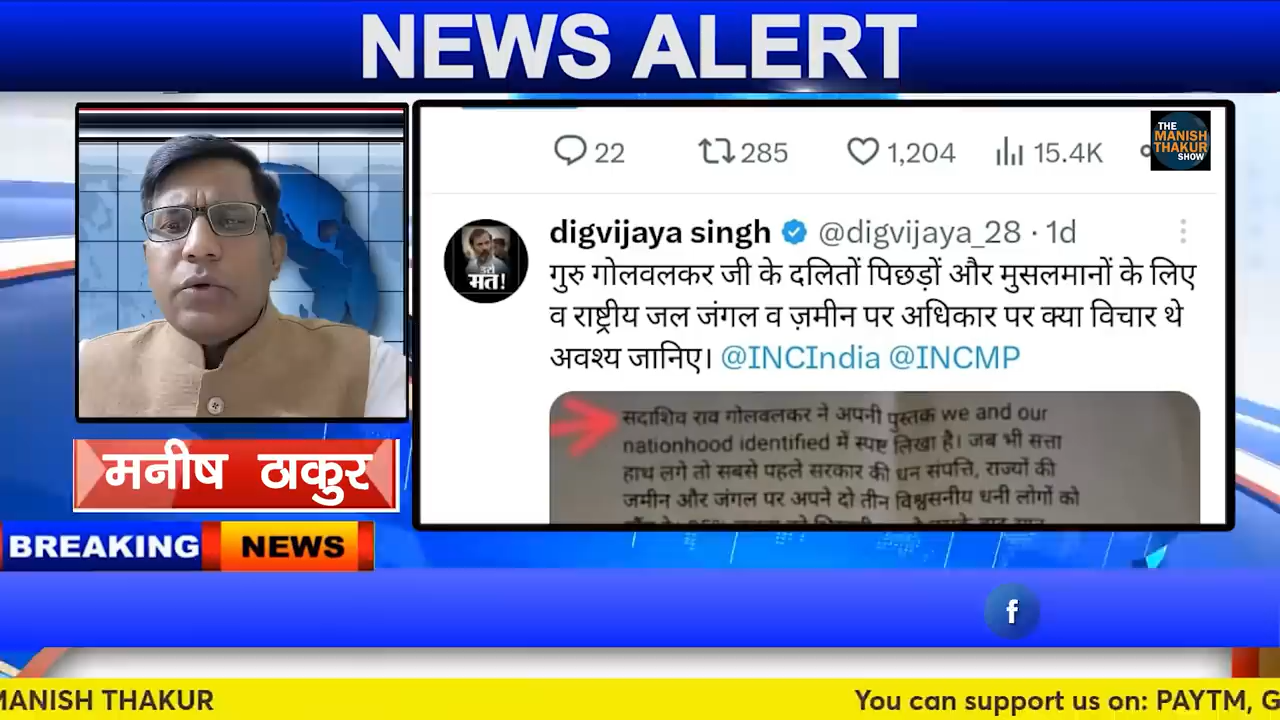 NEWS ALERT
22 285 1,204 15.4K
THE
MANISH
THAKUR
SHOW
digvijaya singh @digvijaya_28 · 1d
गुरु गोलवलकर जी के दलितों पिछड़ों और मुसलमानों के लिए
व राष्ट्रीय जल जंगल व ज़मीन पर अधिकार पर क्या विचार थे
अवश्य जानिए। @INCIndia @INCMP
मत!
सदाशिव राव गोलवलकर ने अपनी पुस्तक we and our
nationhood identified में स्पष्ट लिखा है। जब भी सत्ता
हाथ लगे तो सबसे पहले सरकार की धन संपत्ति, राज्यों की
जमीन और जंगल पर अपने दो तीन विश्वसनीय धनी लोगों को
मनीष ठाकुर
BREAKING NEWS
f
MANISH THAKUR
You can support us on: PAYTM, G